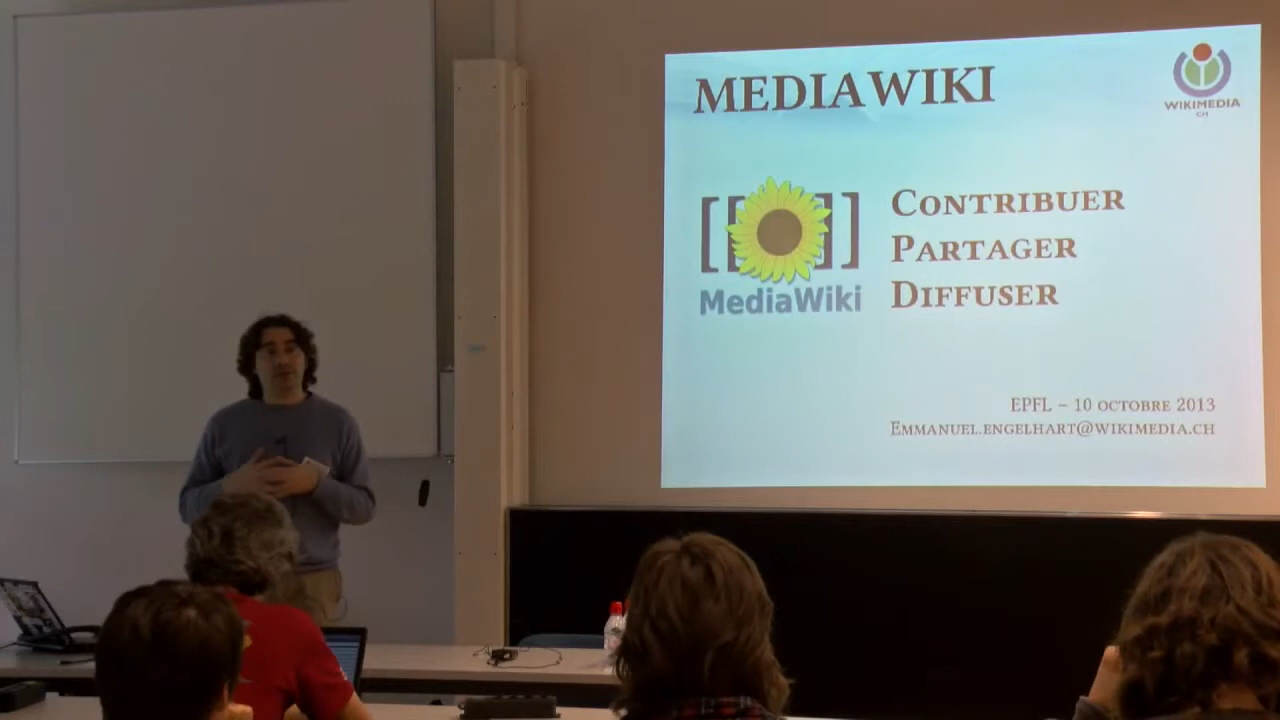 MEDIAWIKI
WIKIMEDIA
CH
[[ ]]
MediaWiki
CONTRIBUER
PARTAGER
DIFFUSER
EPFL – 10 OCTOBRE 2013
EMMANUEL.ENGELHART@WIKIMEDIA.CH